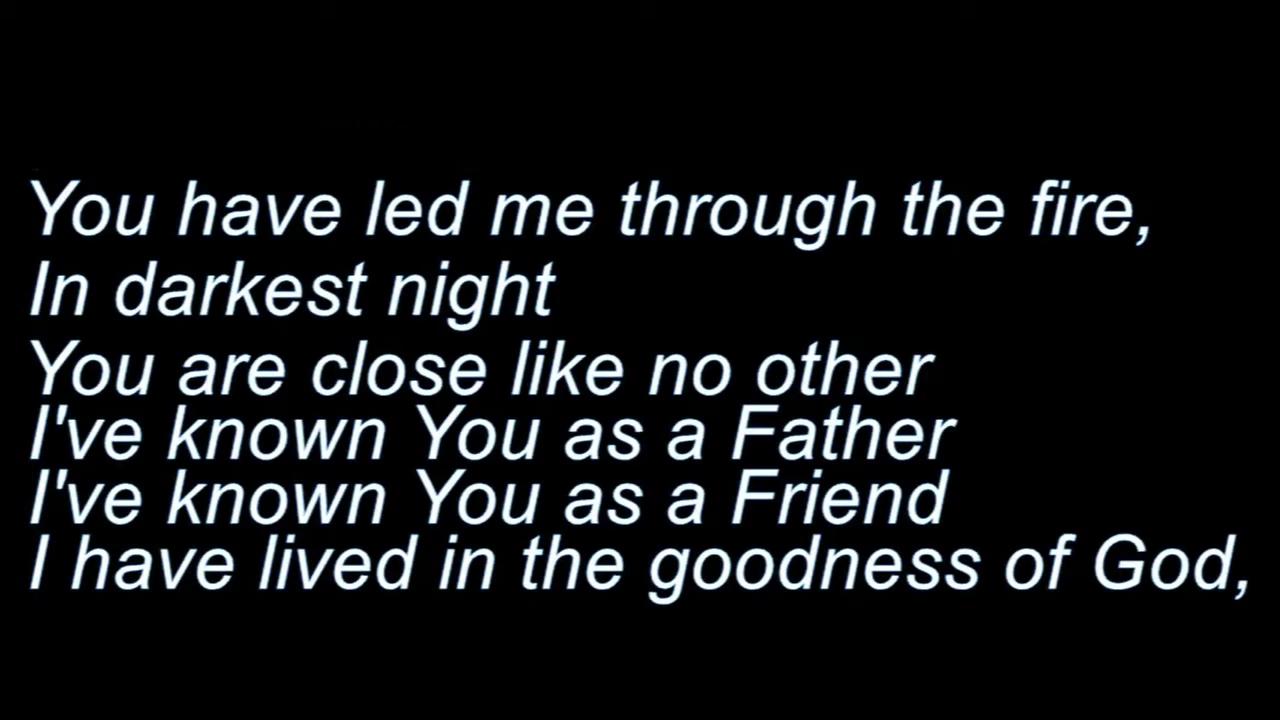 You have led me through the fire,
In darkest night
You are close like no other
I've known You as a Father
I've known You as a Friend
I have lived in the goodness of God,